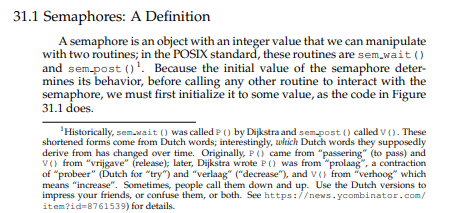 31.1 Semaphores: A Definition
A semaphore is an object with an integer value that we can manipulate
with two routines; in the POSIX standard, these routines are sem_wait()
and sem_post()1. Because the initial value of the semaphore deter-
mines its behavior, before calling any other routine to interact with the
semaphore, we must first initialize it to some value, as the code in Figure
31.1 does.
1Historically, sem_wait() was called P() by Dijkstra and sem_post() called V(). These
shortened forms come from Dutch words; interestingly, which Dutch words they supposedly
derive from has changed over time. Originally, P() came from “passering” (to pass) and
V() from “vrijgave” (release); later, Dijkstra wrote P() was from “prolaag”, a contraction
of “probeer” (Dutch for “try”) and “verlaag” (“decrease”), and V() from “verhoog” which
means “increase”. Sometimes, people call them down and up. Use the Dutch versions to
impress your friends, or confuse them, or both. See https://news.ycombinator.com/
item?id=8761539) for details.